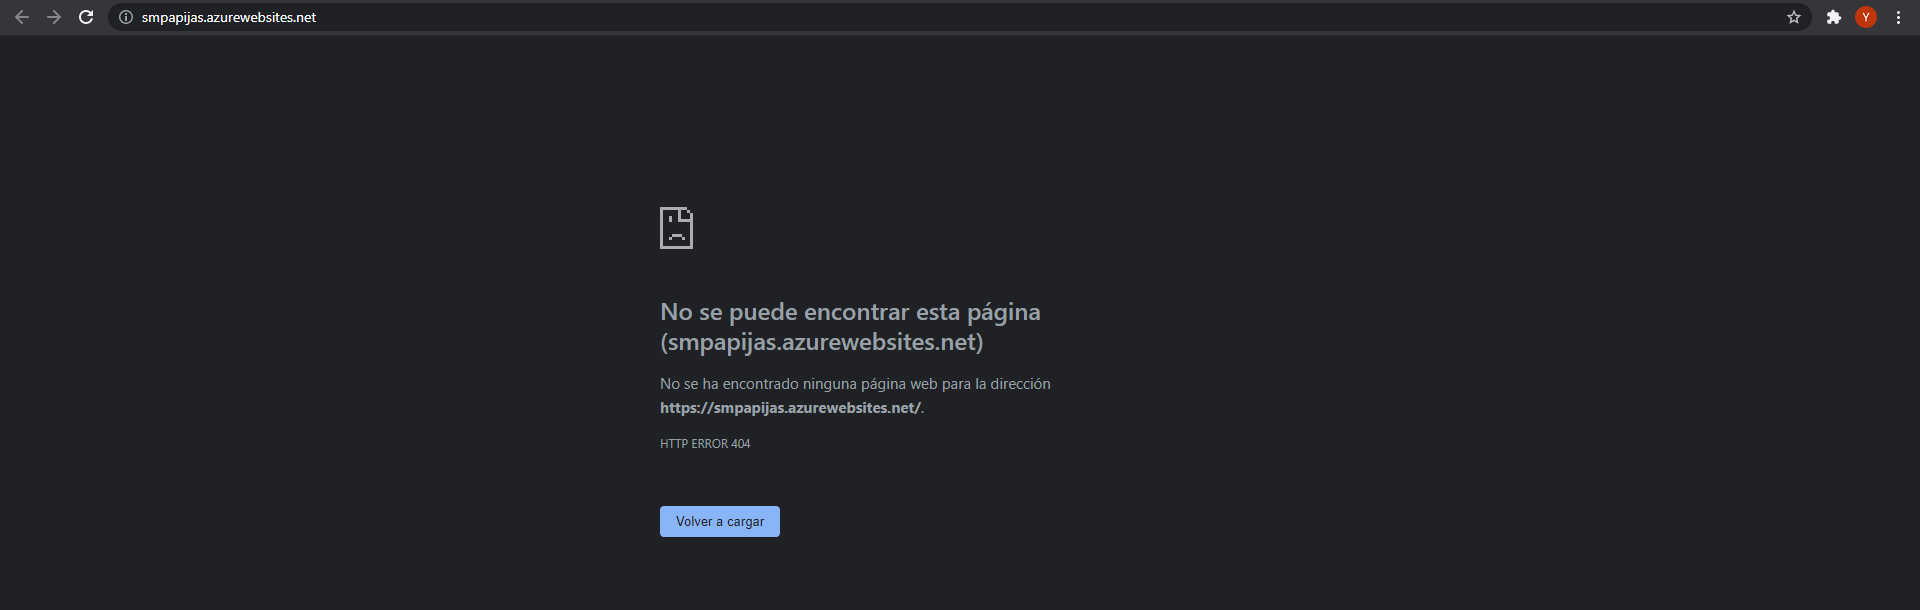 smpapijas.azurewebsites.net
Y
No se puede encontrar esta página
(smpapijas.azurewebsites.net)
No se ha encontrado ninguna página web para la dirección
https://smpapijas.azurewebsites.net/.
HTTP ERROR 404
Volver a cargar